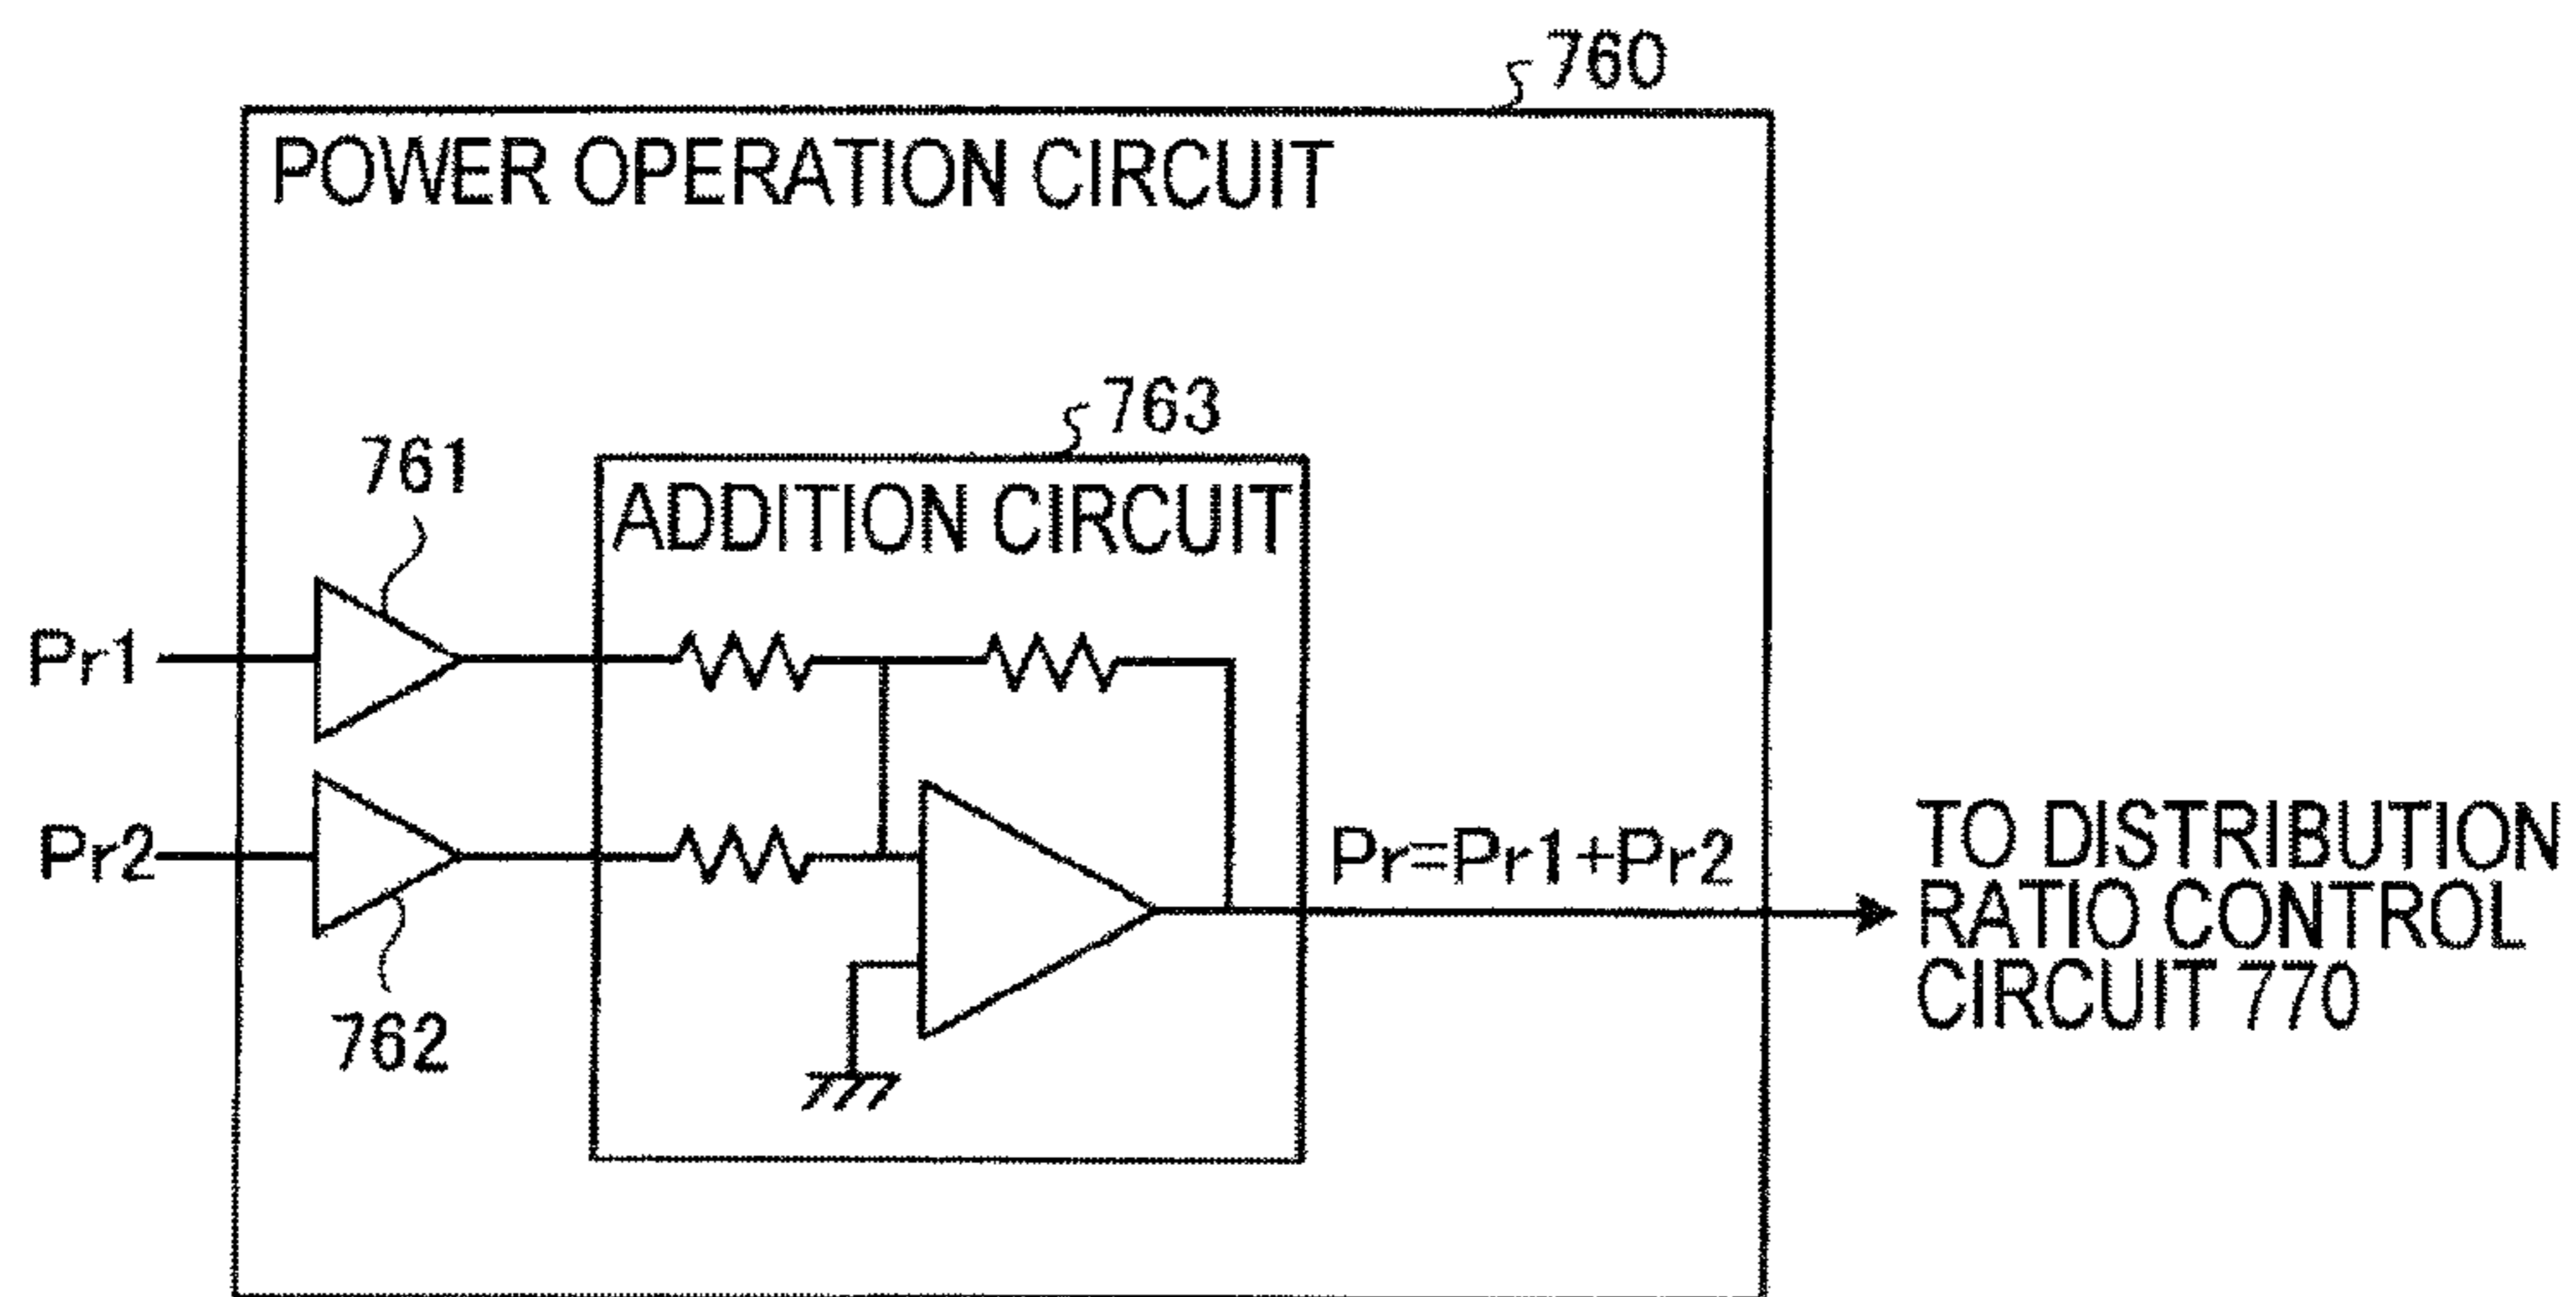 760
POWER OPERATION CIRCUIT
763
761
ADDITION CIRCUIT
Pr1
Pr2
Pr=Pr1+Pr2
TO DISTRIBUTION
RATIO CONTROL
CIRCUIT 770
762